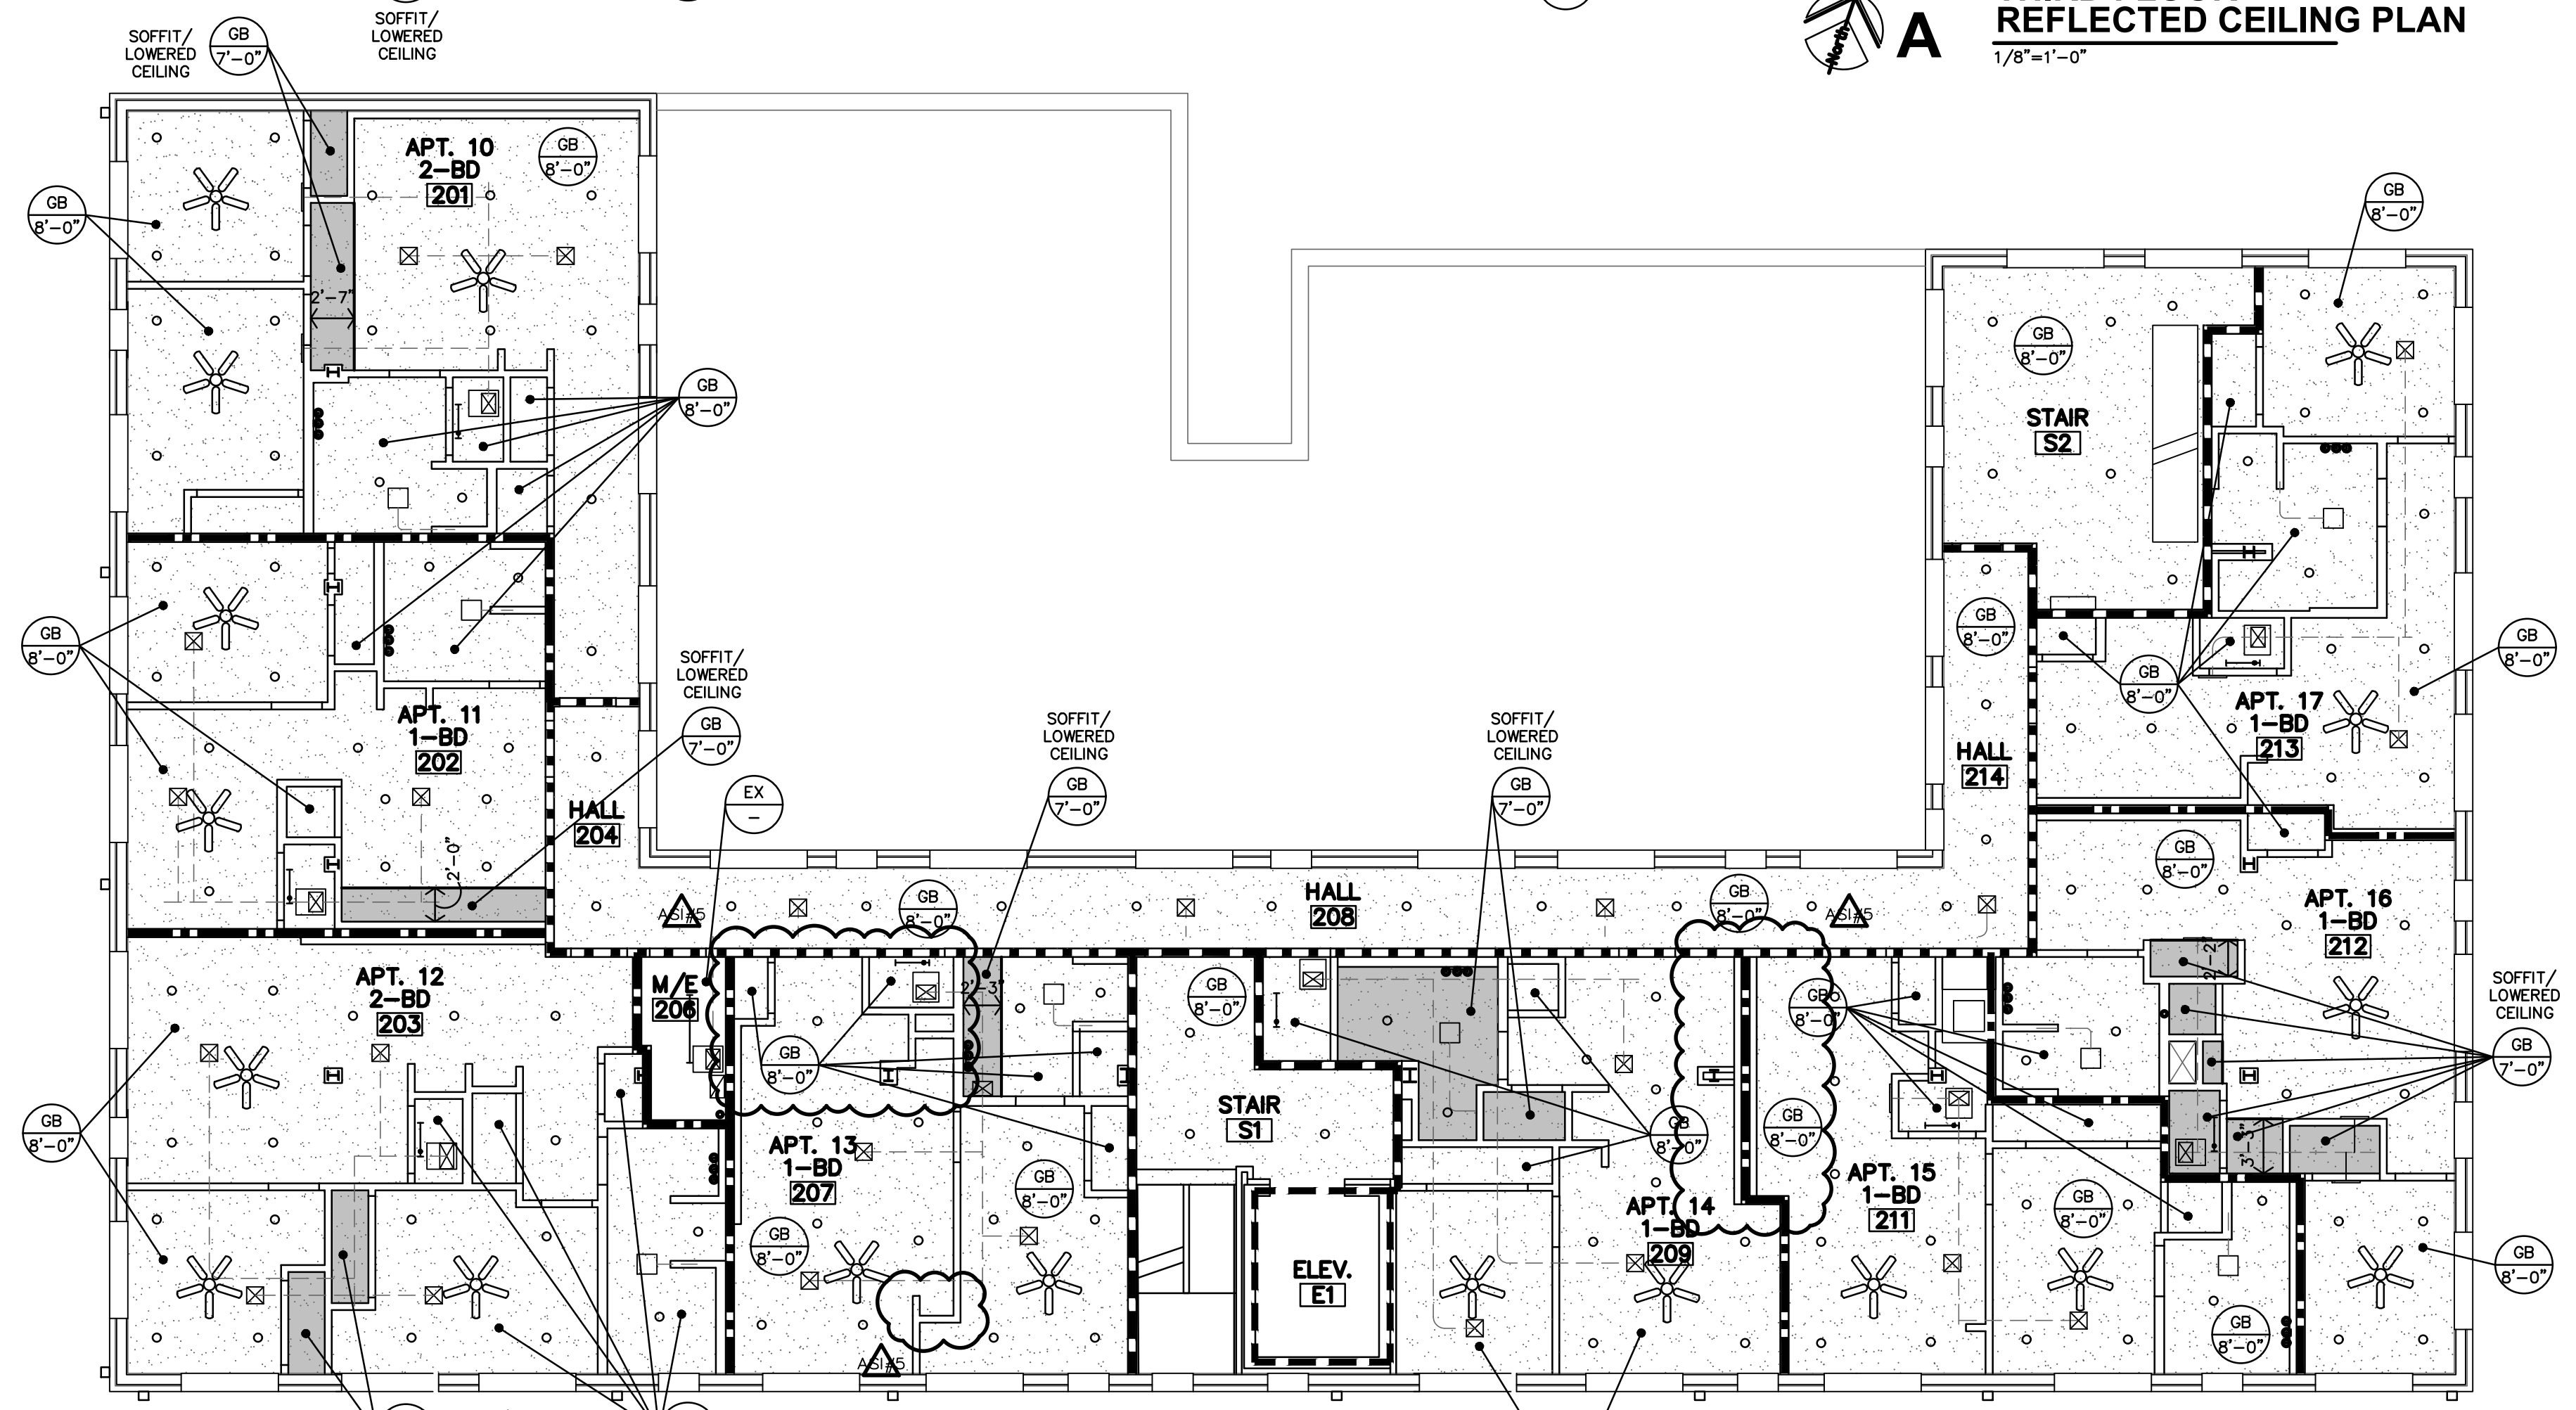 SOFFIT/
LOWERED
CEILING
GB
7'-0"
SOFFIT/
LOWERED
CEILING
North
A
REFLECTED CEILING PLAN
1/8"=1'-0"
APT. 10
2-BD
201
GB
8'-0"
GB
8'-0"
2'-7"
GB
8'-0"
GB
8'-0"
GB
8'-0"
STAIR
S2
GB
8'-0"
GB
8'-0"
GB
8'-0"
GB
8'-0"
APT. 17
1-BD
213
HALL
214
SOFFIT/
LOWERED
CEILING
GB
7'-0"
APT. 11
1-BD
202
2'-0"
HALL
204
EX
-
SOFFIT/
LOWERED
CEILING
GB
7'-0"
SOFFIT/
LOWERED
CEILING
GB
7'-0"
GB
8'-0"
APT. 16
1-BD
212
ASI#5
GB
8'-0"
HALL
208
GB
8'-0"
ASI#5
APT. 12
2-BD
203
M/E
206
2'-3"
GB
8'-0"
GB
8'-0"
2'-2"
SOFFIT/
LOWERED
CEILING
GB
7'-0"
GB
8'-0"
GB
8'-0"
STAIR
S1
GB
8'-0"
GB
8'-0"
3'-3"
APT. 13
1-BD
207
GB
8'-0"
APT. 15
1-BD
211
GB
8'-0"
APT. 14
1-BD
209
GB
8'-0"
ELEV.
E1
GB
8'-0"
GB
8'-0"
ASI#5